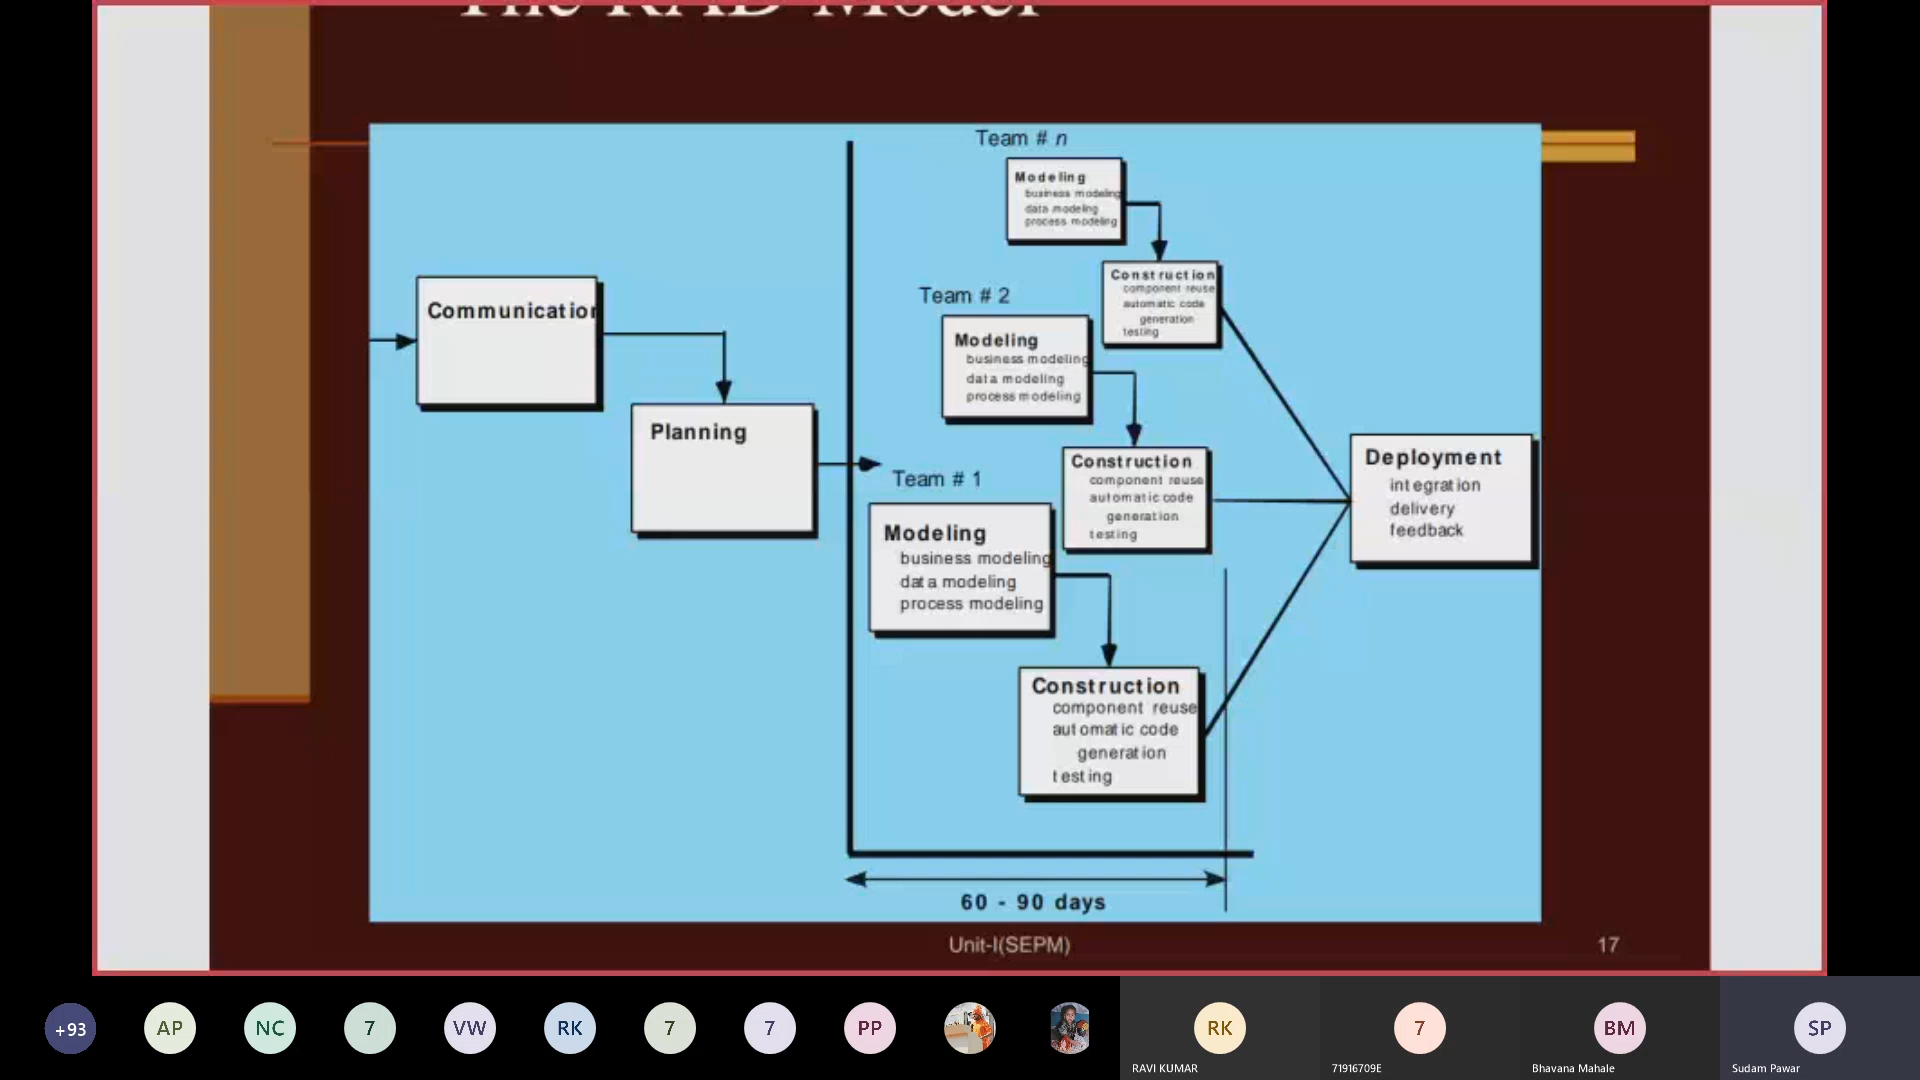 The RAD Model
Communication
Planning
Team # n
Modeling
business modeling
data modeling
process modeling
Construction
component reuse
automatic code
generation
testing
Team # 2
Modeling
business modeling
data modeling
process modeling
Construction
component reuse
automatic code
generation
testing
Team # 1
Modeling
business modeling
data modeling
process modeling
Construction
component reuse
automatic code
generation
testing
Deployment
integration
delivery
feedback
60 - 90 days
Unit-I(SEPM)
17
+93
AP
NC
7
VW
RK
7
7
PP
RK
RAVI KUMAR
7
71916709E
BM
Bhavana Mahale
SP
Sudam Pawar